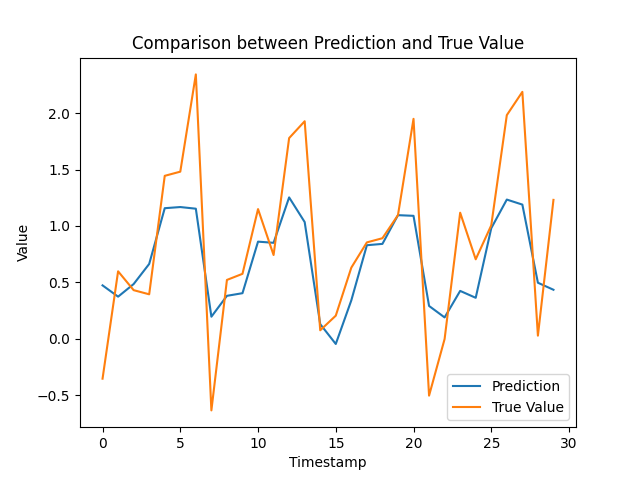 Comparison between Prediction and True Value
Value
2.0
1.5
1.0
0.5
0.0
−0.5
0 5 10 15 20 25 30
Timestamp
Prediction
True Value